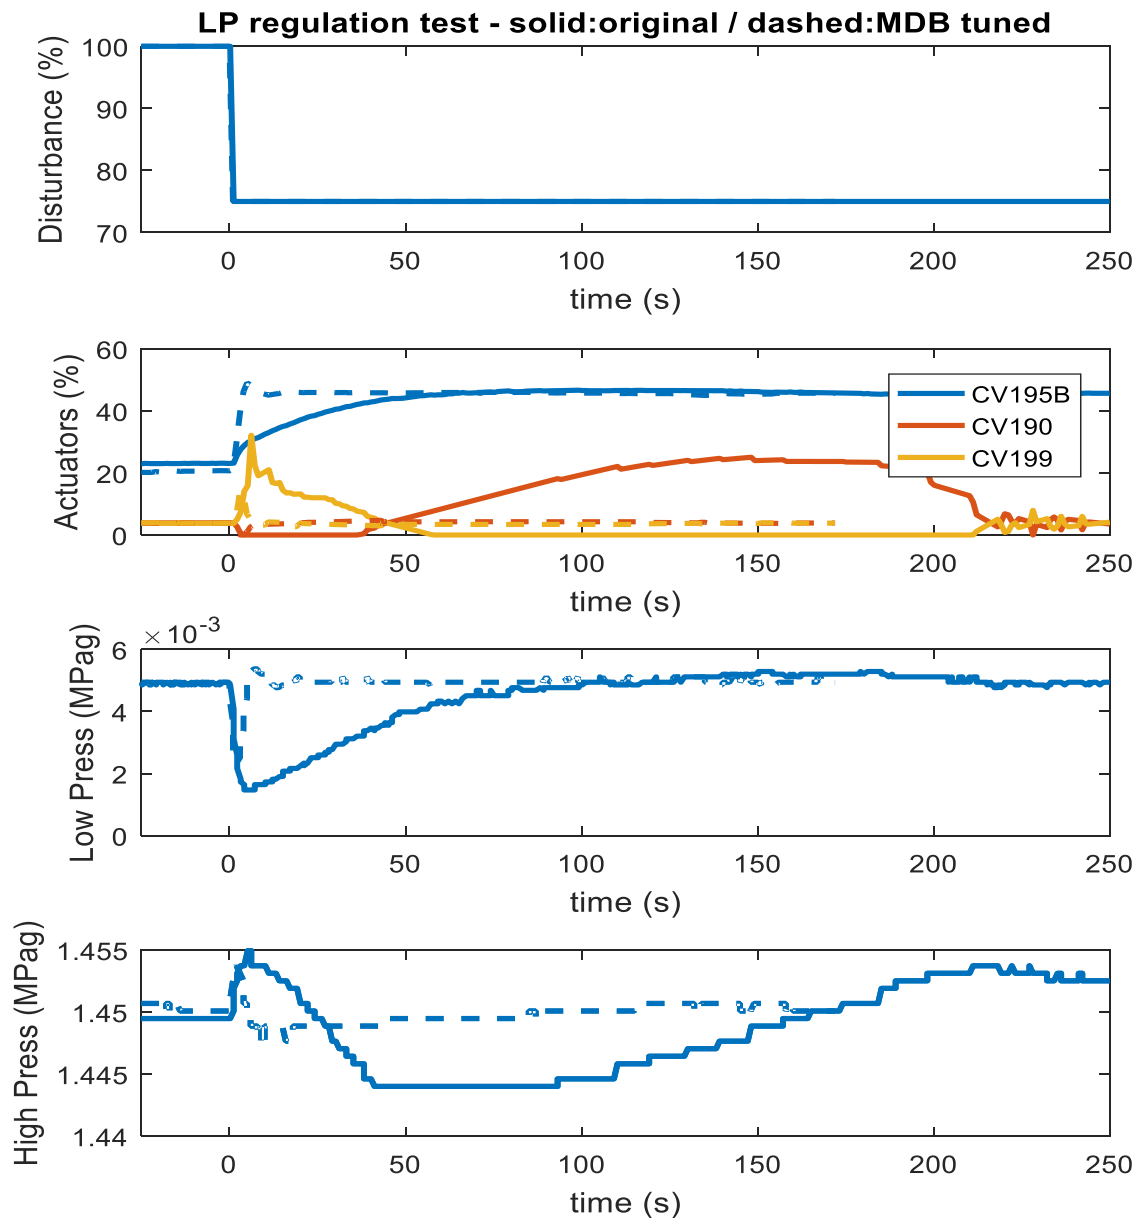 LP regulation test - solid:original / dashed:MDB tuned
Disturbance (%)
100
90
80
70
0 50 100 150 200 250
time (s)
Actuators (%)
60
40
20
0
CV195B
CV190
CV199
0 50 100 150 200 250
time (s)
Low Press (MPag)
× 10⁻³
6
4
2
0
0 50 100 150 200 250
time (s)
High Press (MPag)
1.455
1.45
1.445
1.44
0 50 100 150 200 250
time (s)